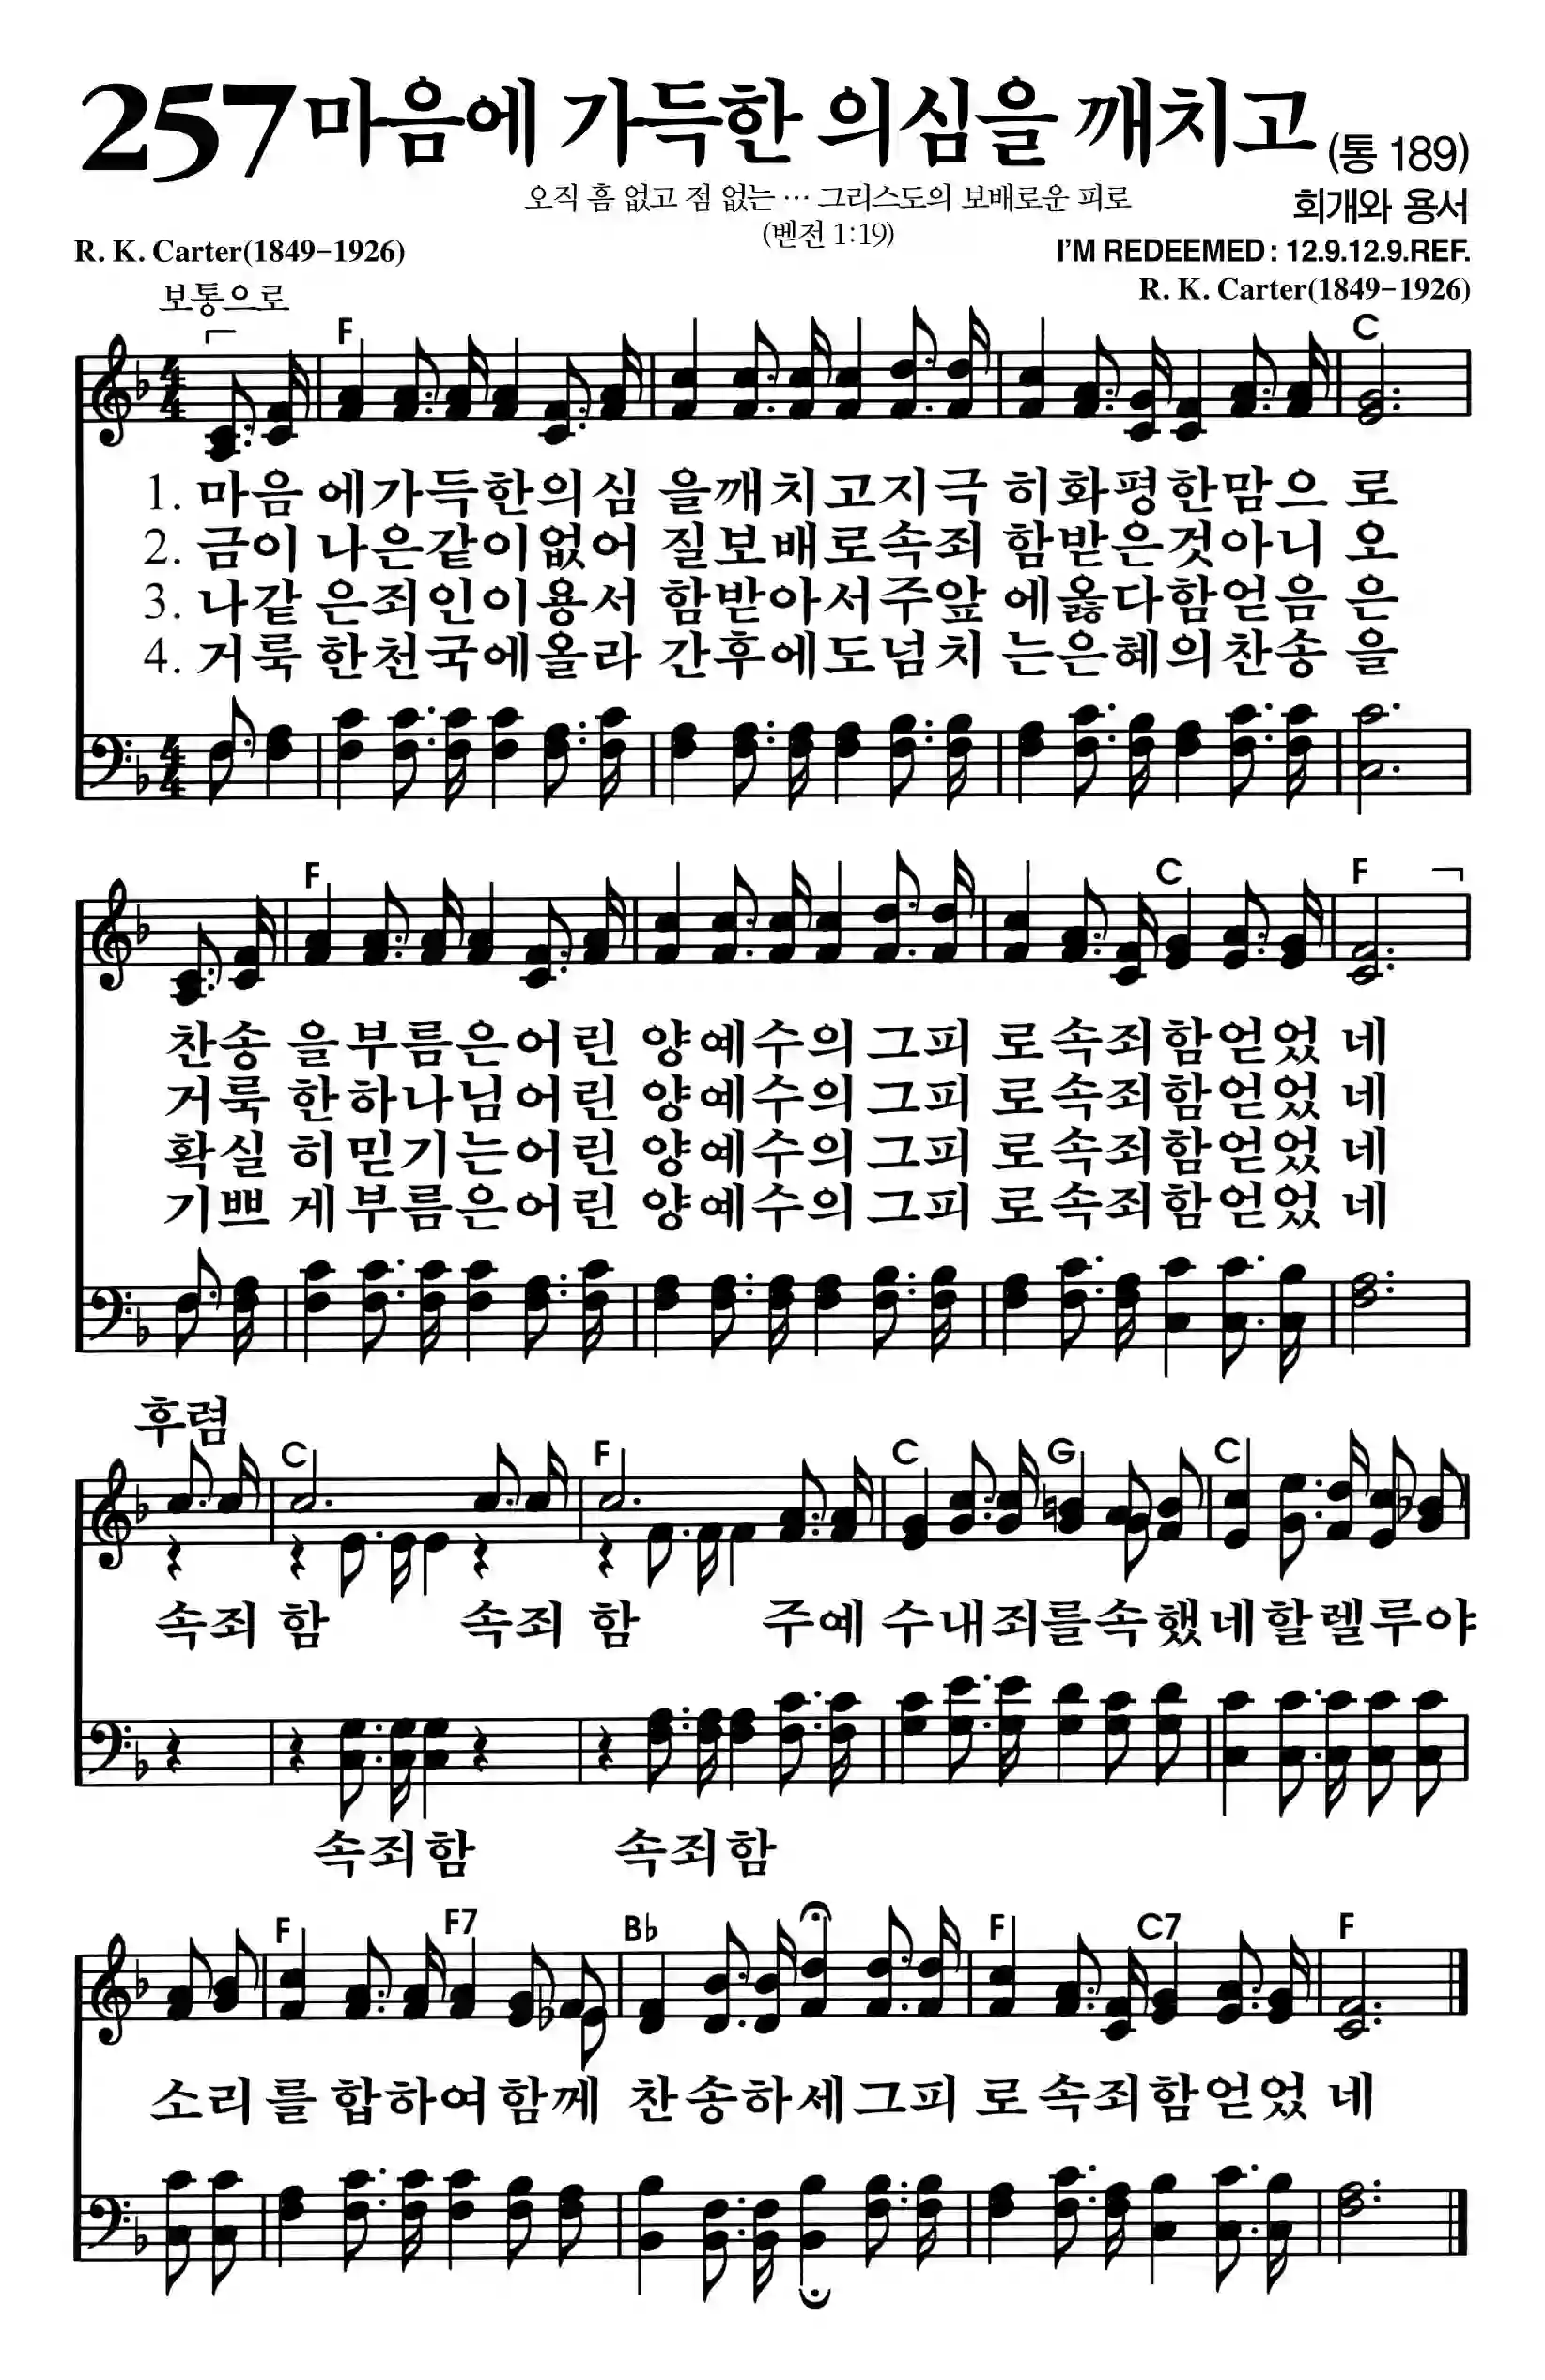 257 마음에 가득한 의심을 깨치고 (통 189)
오직 흠 없고 점 없는 … 그리스도의 보배로운 피로
회개와 용서
(벧전 1:19)
R. K. Carter(1849-1926)
I'M REDEEMED : 12.9.12.9.REF.
보통으로
R. K. Carter(1849-1926)
F C
1. 마음 에가득한의심 을깨치고지극 히화평한맘으 로
2. 금이 나은같이없어 질보배로속죄 함받은것아니 오
3. 나같 은죄인이용서 함받아서주앞 에옳다함얻음 은
4. 거룩 한천국에올라 간후에도넘치 는은혜의찬송 을
F C F
찬송 을부름은어린 양예수의그피 로속죄함얻었 네
거룩 한하나님어린 양예수의그피 로속죄함얻었 네
확실 히믿기는어린 양예수의그피 로속죄함얻었 네
기쁘 게부름은어린 양예수의그피 로속죄함얻었 네
후렴
C F C G C
속죄 함 속죄 함 주예 수내죄를속했네할렐루야
속죄함 속죄함
F F7 B♭ F C7 F
소리 를 합하여함께 찬송하세그피 로속죄함얻었 네